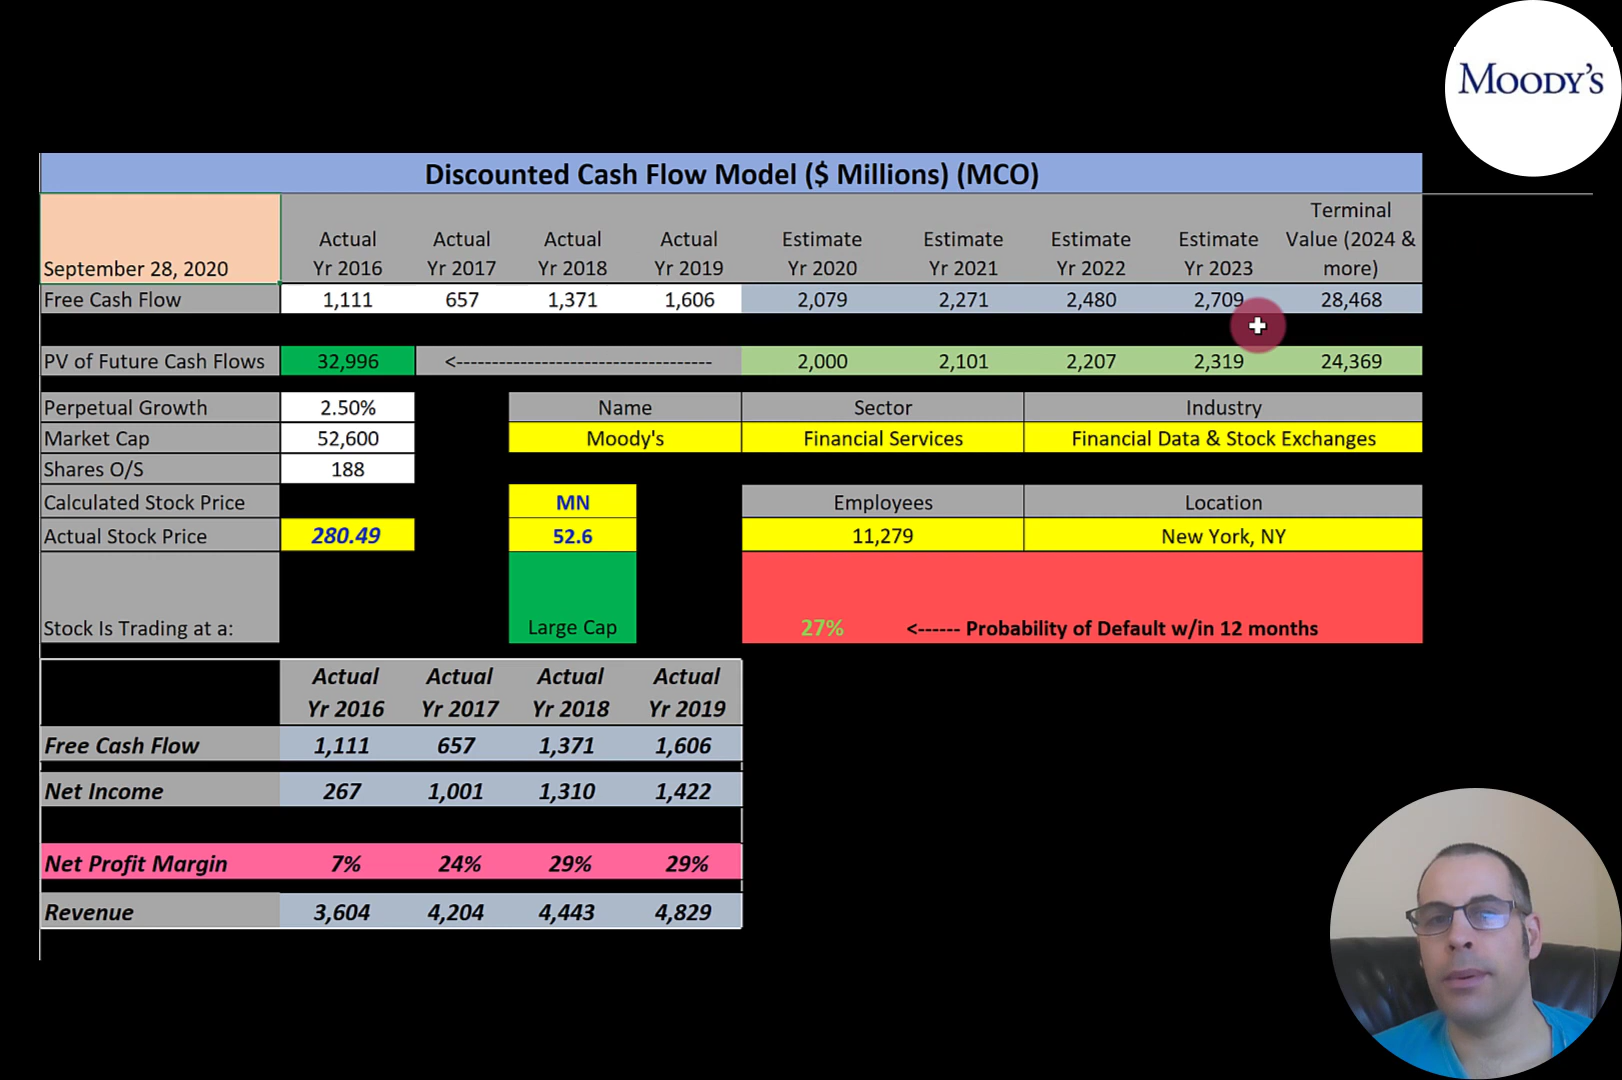 MOODY'S
Discounted Cash Flow Model ($ Millions) (MCO)
September 28, 2020 Actual Yr 2016 Actual Yr 2017 Actual Yr 2018 Actual Yr 2019 Estimate Yr 2020 Estimate Yr 2021 Estimate Yr 2022 Estimate Yr 2023 Terminal Value (2024 & more)
Free Cash Flow 1,111 657 1,371 1,606 2,079 2,271 2,480 2,709 28,468
PV of Future Cash Flows 32,996 <--------------------------------- 2,000 2,101 2,207 2,319 24,369
Perpetual Growth 2.50% Name Sector Industry
Market Cap 52,600 Moody's Financial Services Financial Data & Stock Exchanges
Shares O/S 188
Calculated Stock Price MN Employees Location
Actual Stock Price 280.49 52.6 11,279 New York, NY
Stock Is Trading at a: Large Cap 27% <------ Probability of Default w/in 12 months
Actual Actual Actual Actual
Yr 2016 Yr 2017 Yr 2018 Yr 2019
Free Cash Flow 1,111 657 1,371 1,606
Net Income 267 1,001 1,310 1,422
Net Profit Margin 7% 24% 29% 29%
Revenue 3,604 4,204 4,443 4,829